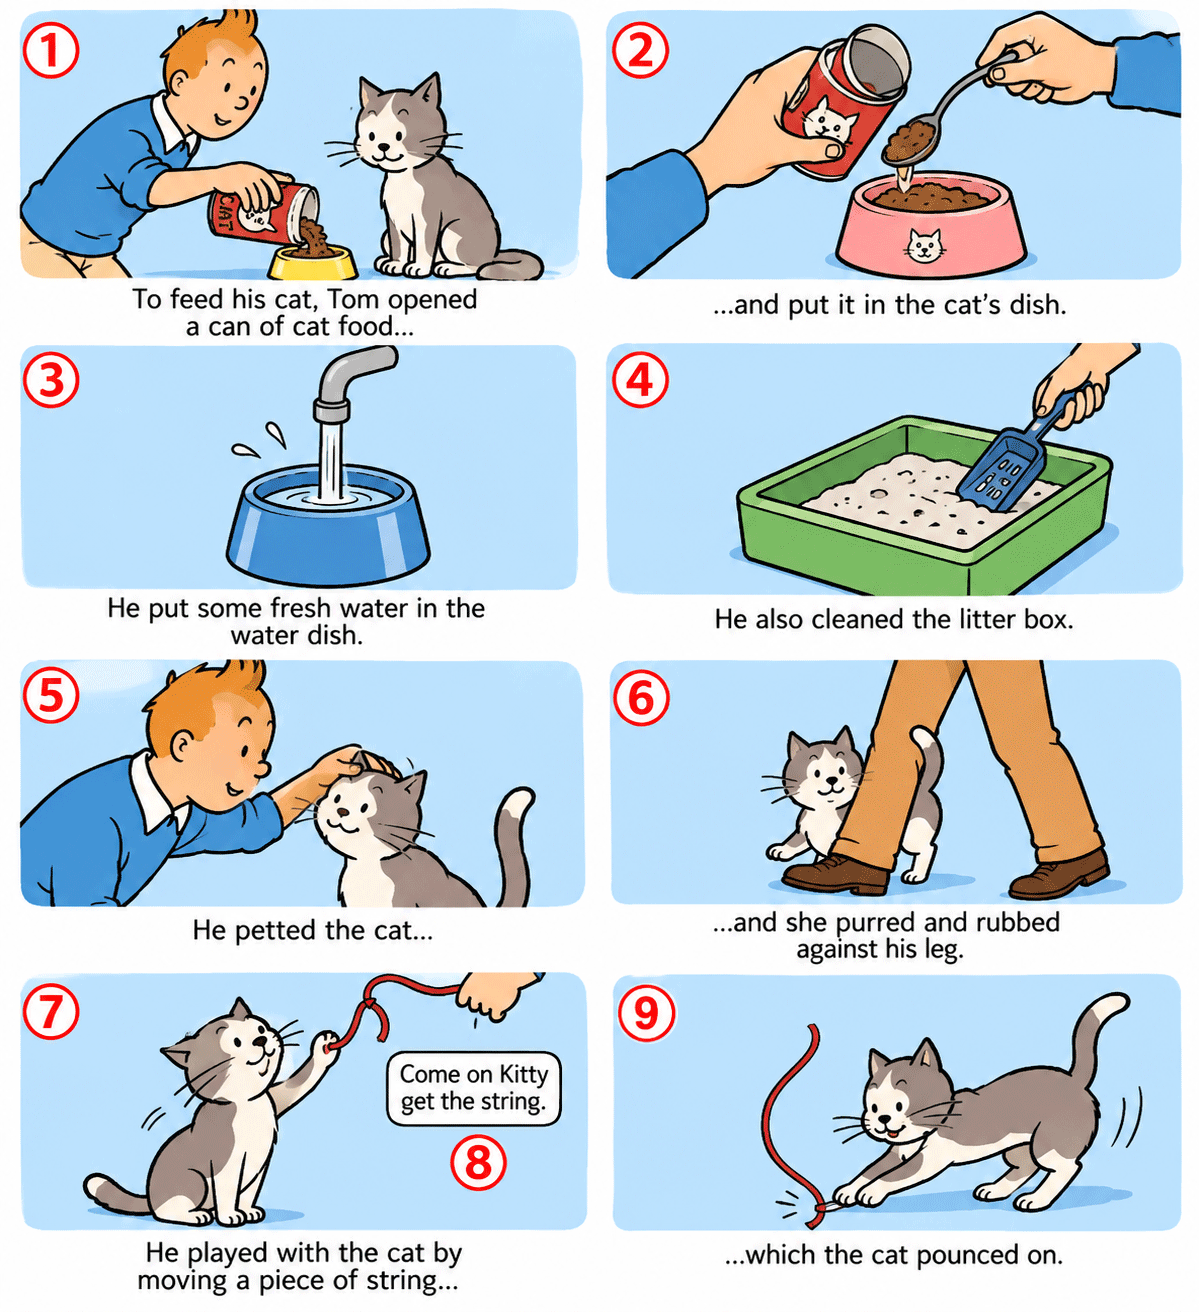 1
2
CAT
To feed his cat, Tom opened
a can of cat food...
...and put it in the cat's dish.
3
4
He put some fresh water in the
water dish.
He also cleaned the litter box.
5
6
He petted the cat...
...and she purred and rubbed
against his leg.
7
Come on Kitty
get the string.
8
9
He played with the cat by
moving a piece of string...
...which the cat pounced on.